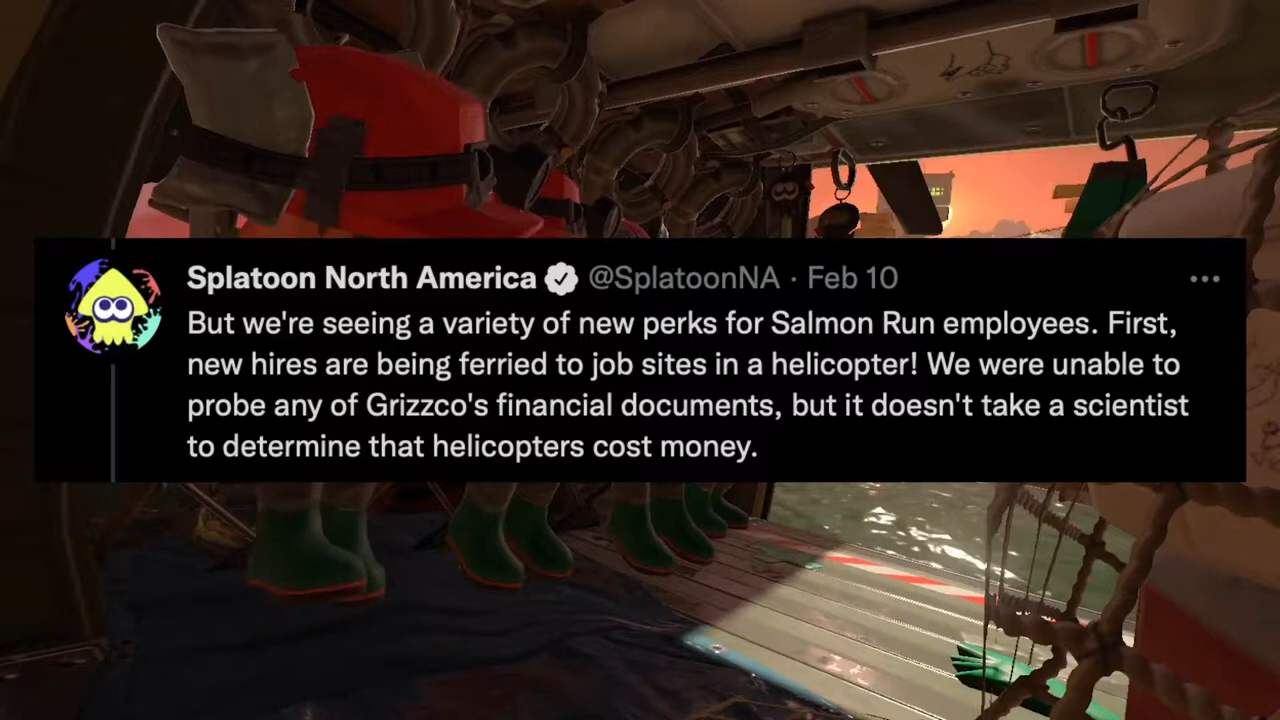 Splatoon North America @SplatoonNA · Feb 10
But we're seeing a variety of new perks for Salmon Run employees. First,
new hires are being ferried to job sites in a helicopter! We were unable to
probe any of Grizzco's financial documents, but it doesn't take a scientist
to determine that helicopters cost money.